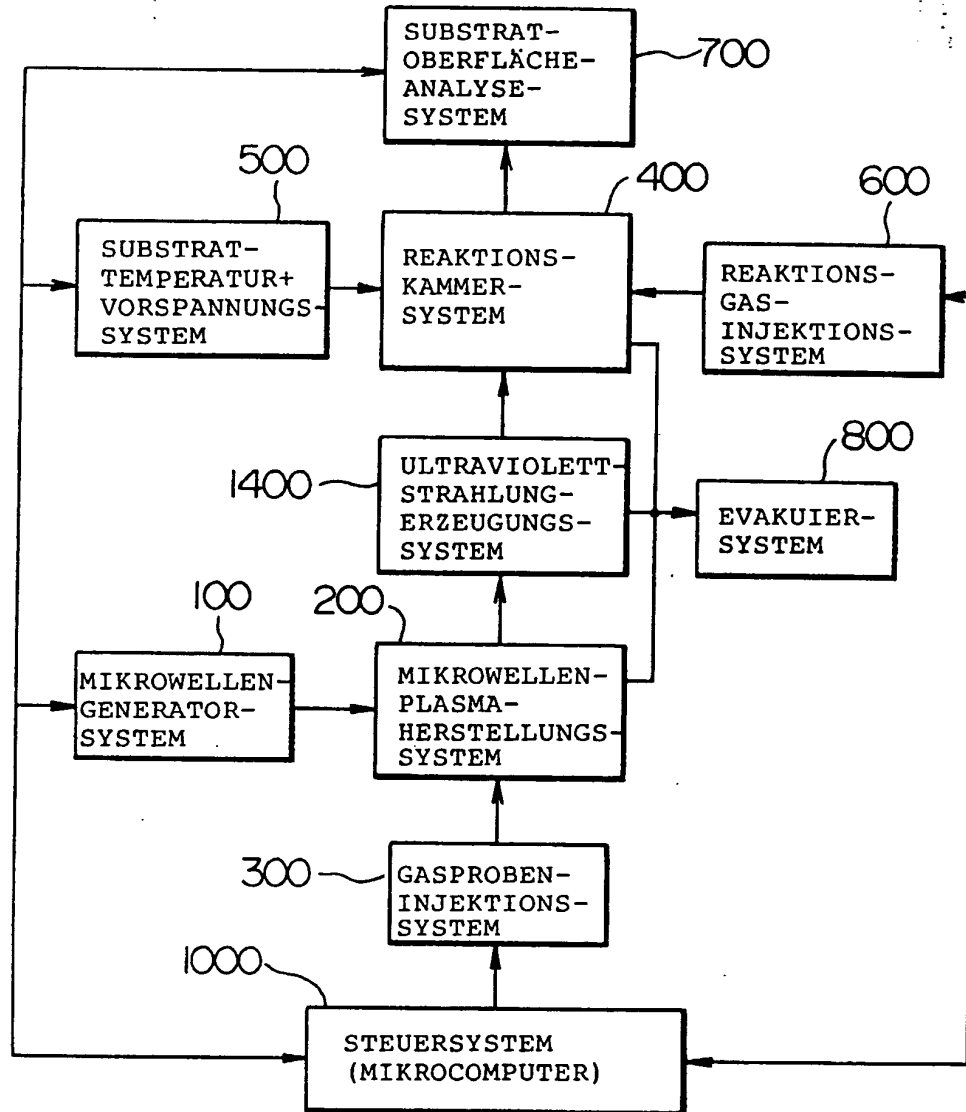 SUBSTRAT-
OBERFLÄCHE-
ANALYSE-
SYSTEM
700
500
SUBSTRAT-
TEMPERATUR+
VORSPANNUNGS-
SYSTEM
400
REAKTIONS-
KAMMER-
SYSTEM
600
REAKTIONS-
GAS-
INJEKTIONS-
SYSTEM
1400
ULTRAVIOLETT-
STRAHLUNG-
ERZEUGUNGS-
SYSTEM
800
EVAKUIER-
SYSTEM
100
MIKROWELLEN-
GENERATOR-
SYSTEM
200
MIKROWELLEN-
PLASMA-
HERSTELLUNGS-
SYSTEM
300
GASPROBEN-
INJEKTIONS-
SYSTEM
1000
STEUERSYSTEM
(MIKROCOMPUTER)